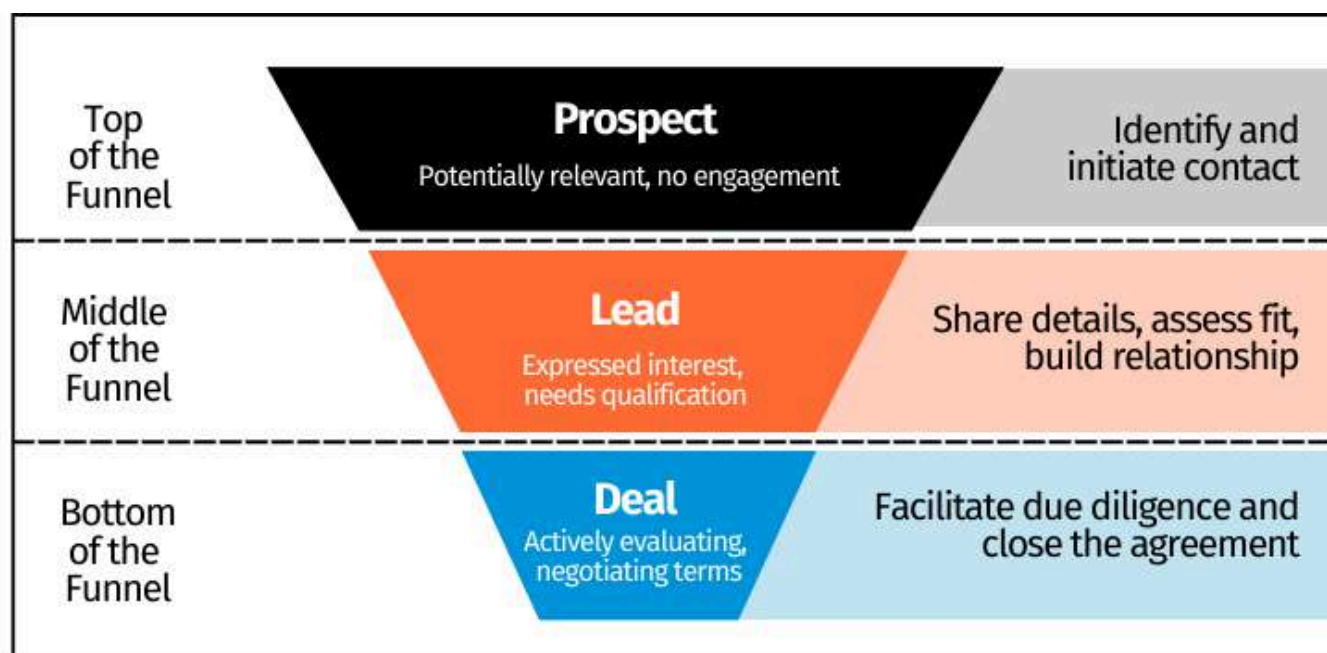 Top
of the
Funnel
Prospect
Potentially relevant, no engagement
Identify and
initiate contact
Middle
of the
Funnel
Lead
Expressed interest,
needs qualification
Share details, assess fit,
build relationship
Bottom
of the
Funnel
Deal
Actively evaluating,
negotiating terms
Facilitate due diligence and
close the agreement